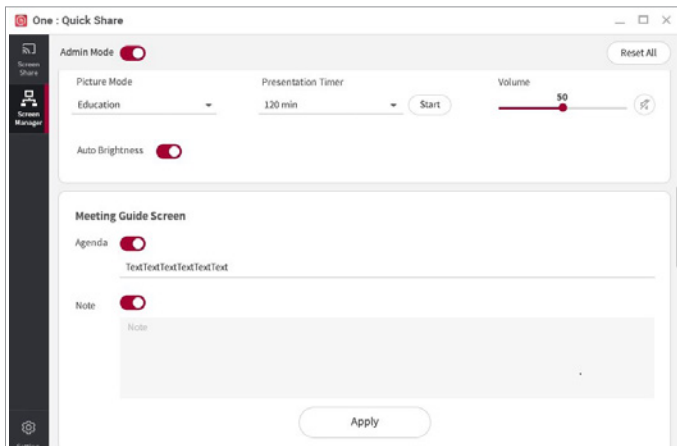 One : Quick Share
Screen
Share
Admin Mode
Reset All
Screen
Manager
Picture Mode
Presentation Timer
Volume
Education
120 min
Start
50
Auto Brightness
Meeting Guide Screen
Agenda
TextTextTextTextTextText
Note
Note
Apply